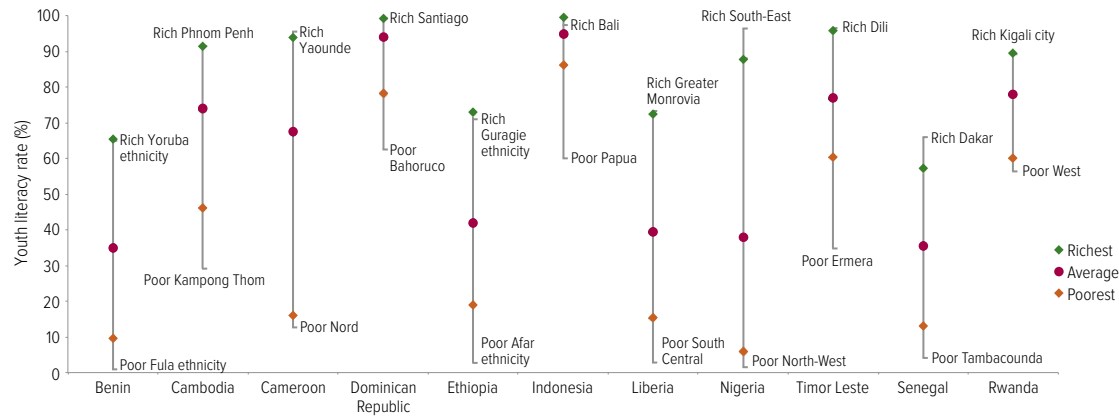 Youth literacy rate (%)
100
90
80
70
60
50
40
30
20
10
0
Rich Yoruba
ethnicity
Poor Fula ethnicity
Rich Phnom Penh
Poor Kampong Thom
Rich
Yaounde
Poor Nord
Rich Santiago
Poor
Bahoruco
Rich
Guragie
ethnicity
Poor Afar
ethnicity
Rich Bali
Poor Papua
Rich Greater
Monrovia
Poor South
Central
Rich South-East
Poor North-West
Rich Dili
Poor Ermera
Rich Dakar
Poor Tambacounda
Rich Kigali city
Poor West
Richest
Average
Poorest
Benin
Cambodia
Cameroon
Dominican
Republic
Ethiopia
Indonesia
Liberia
Nigeria
Timor Leste
Senegal
Rwanda